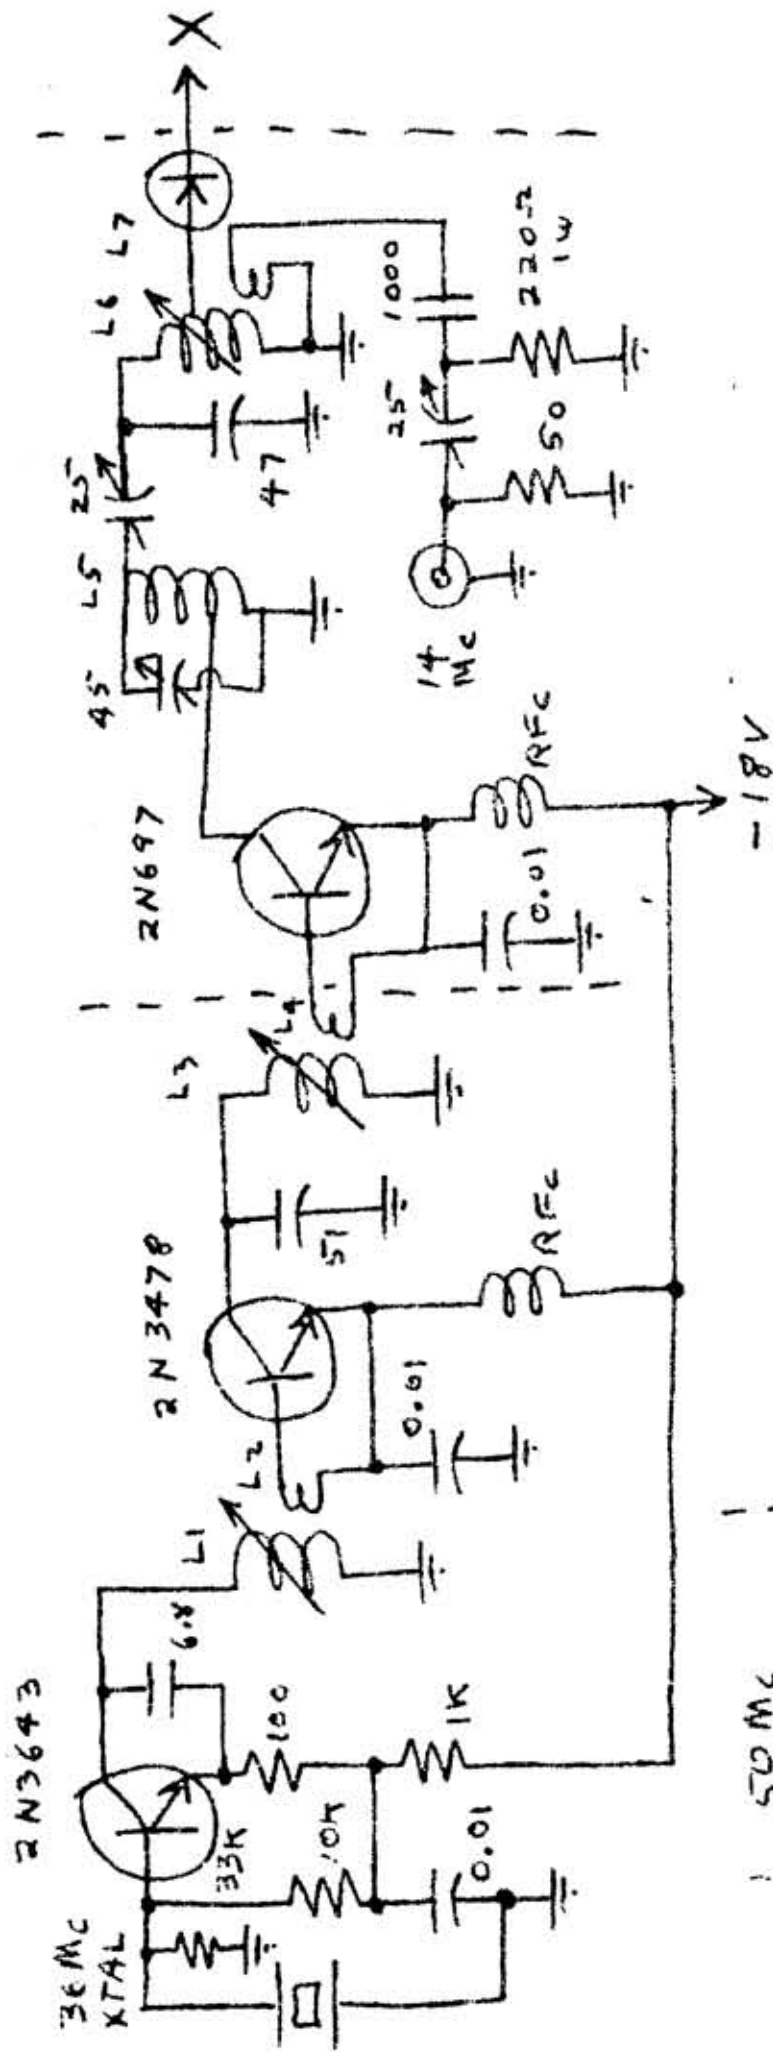 2N3643
36 Mc
XTAL
33K
10K
0.01
100
1K
6.8
L1
L2
2N3478
0.01
51
RFC
L3
L4
2N697
0.01
RFC
-18V
45
L5
25
47
L6
L7
X
14
Mc
50
25
1000
220Ω
1W
50 Mc